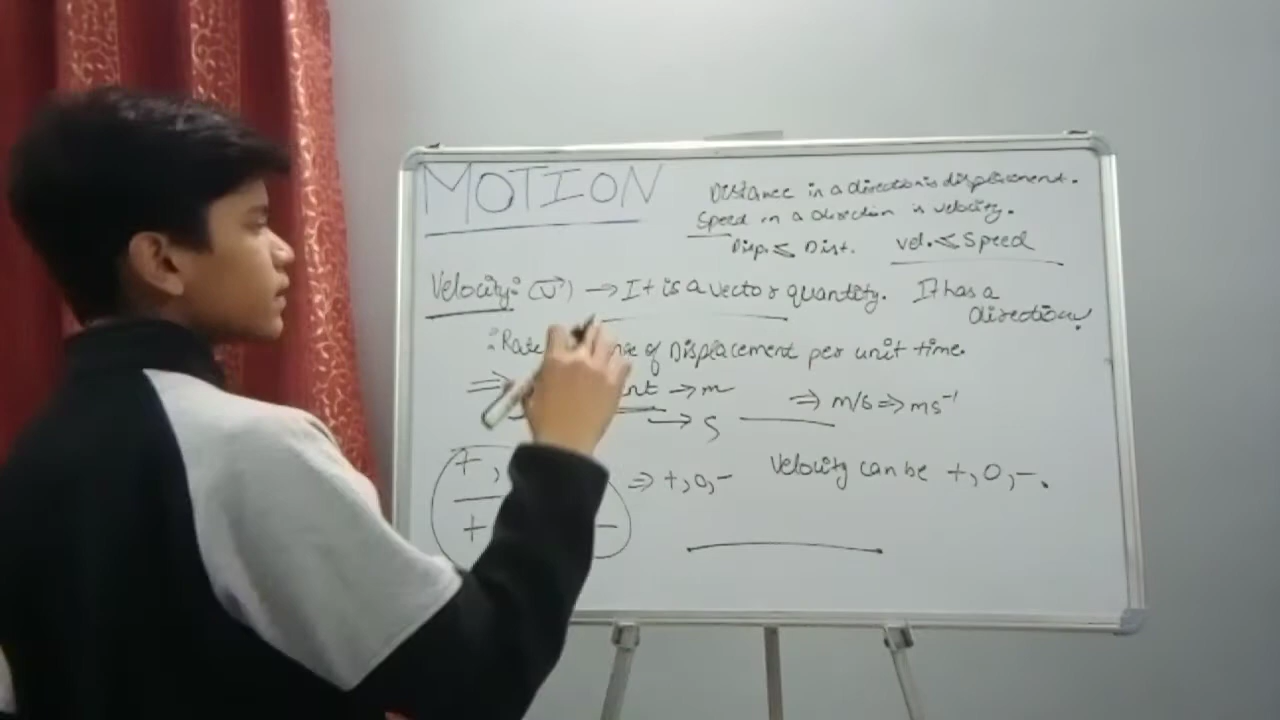 MOTION
Distance in a direction is displacement.
Speed in a direction is velocity.
Disp. ≤ Dist. vel. ≤ Speed
Velocity: (v⃗) → It is a vector quantity. It has a direction.
: Rate of Displacement per unit time.
⇒ → m ⇒ m/s ⇒ ms⁻¹
→ s
+, ⇒ +,0,- Velocity can be +,0,-.
+ -